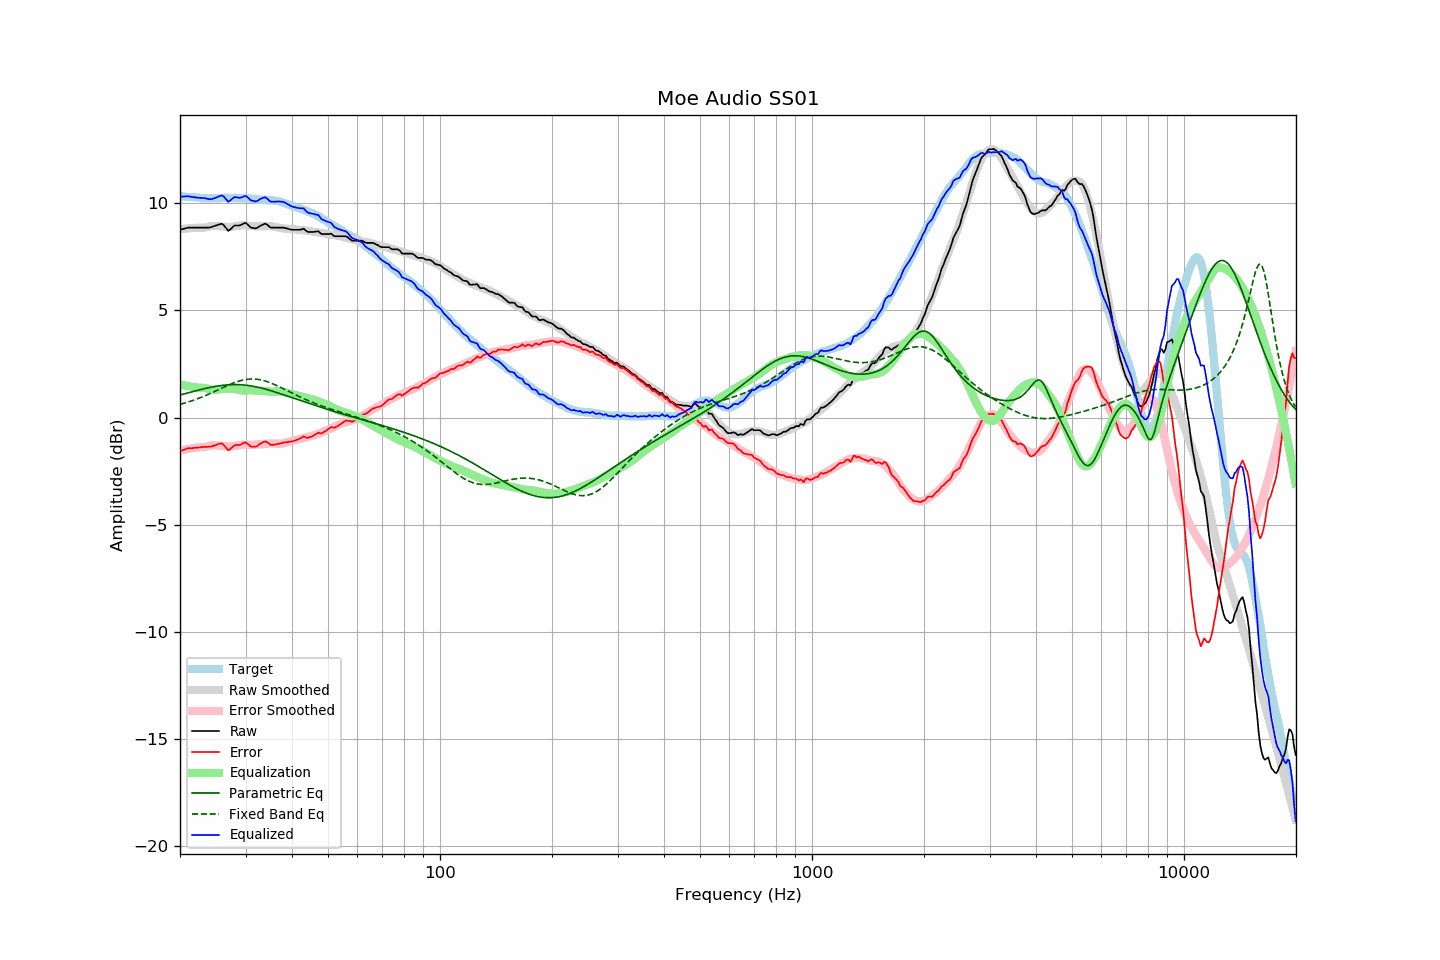 Moe Audio SS01
10
5
0
−5
−10
−15
−20
Amplitude (dBr)
100
1000
10000
Frequency (Hz)
Target
Raw Smoothed
Error Smoothed
Raw
Error
Equalization
Parametric Eq
Fixed Band Eq
Equalized